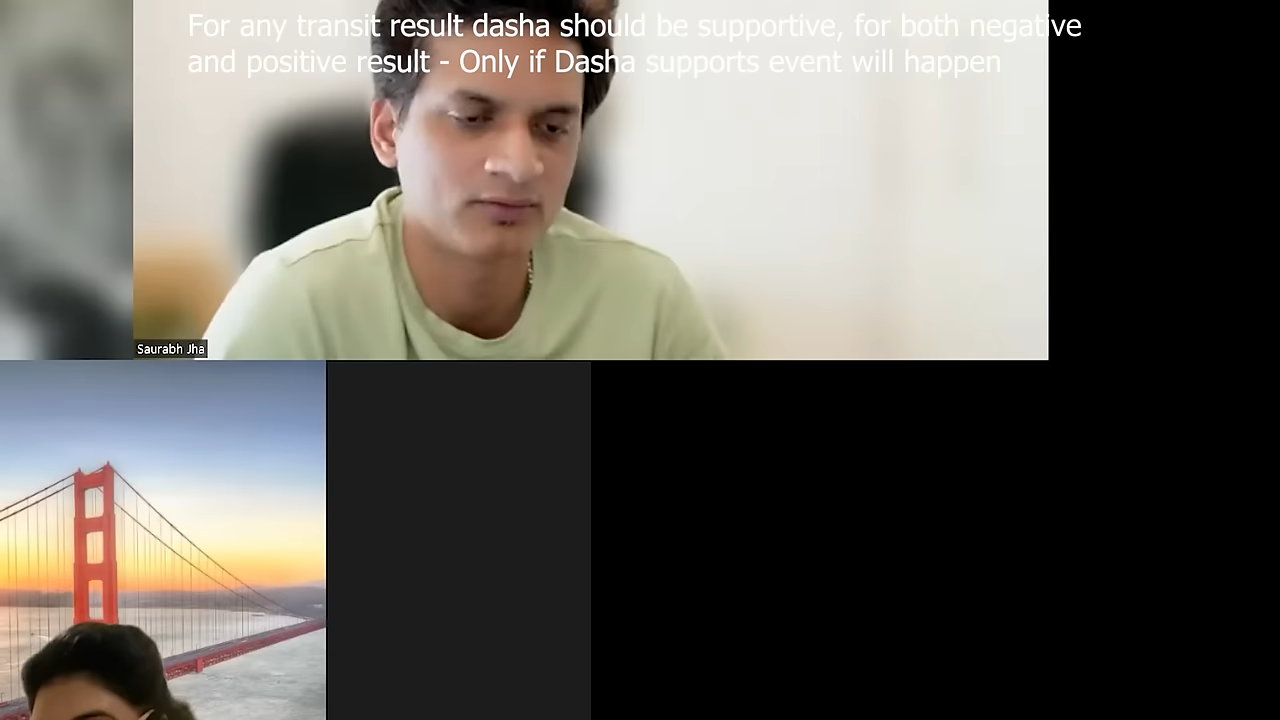 For any transit result dasha should be supportive, for both negative
and positive result - Only if Dasha supports event will happen
Saurabh Jha